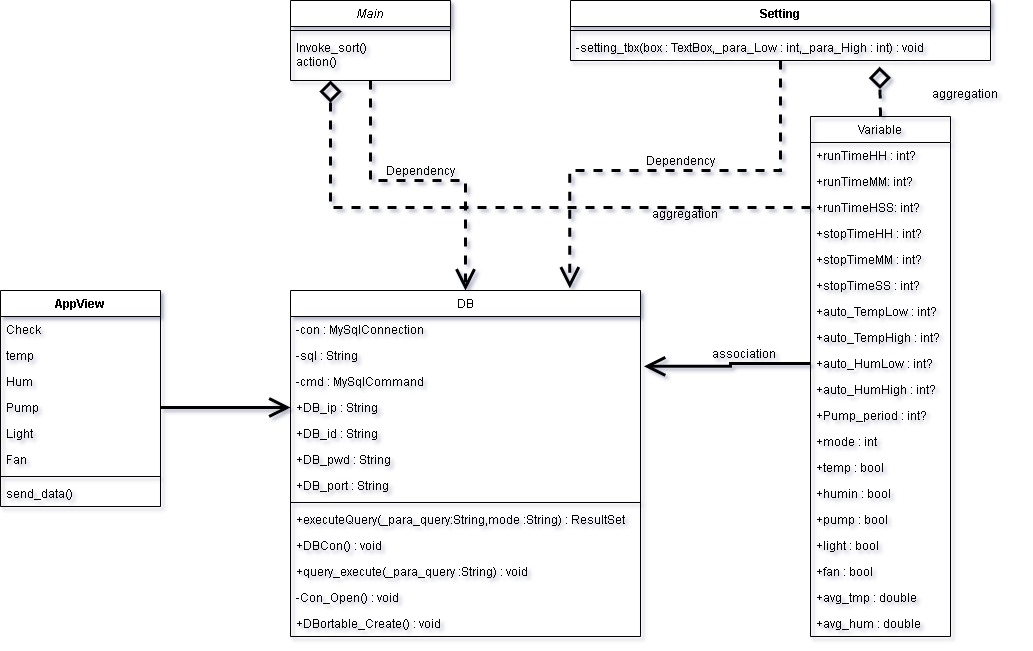 Main
Invoke_sort()
action()
Setting
-setting_tbx(box : TextBox,_para_Low : int,_para_High : int) : void
aggregation
Dependency
Dependency
aggregation
association
Variable
+runTimeHH : int?
+runTimeMM: int?
+runTimeHSS: int?
+stopTimeHH : int?
+stopTimeMM : int?
+stopTimeSS : int?
+auto_TempLow : int?
+auto_TempHigh : int?
+auto_HumLow : int?
+auto_HumHigh : int?
+Pump_period : int?
+mode : int
+temp : bool
+humin : bool
+pump : bool
+light : bool
+fan : bool
+avg_tmp : double
+avg_hum : double
AppView
Check
temp
Hum
Pump
Light
Fan
send_data()
DB
-con : MySqlConnection
-sql : String
-cmd : MySqlCommand
+DB_ip : String
+DB_id : String
+DB_pwd : String
+DB_port : String
+executeQuery(_para_query:String,mode :String) : ResultSet
+DBCon() : void
+query_execute(_para_query :String) : void
-Con_Open() : void
+DBortable_Create() : void